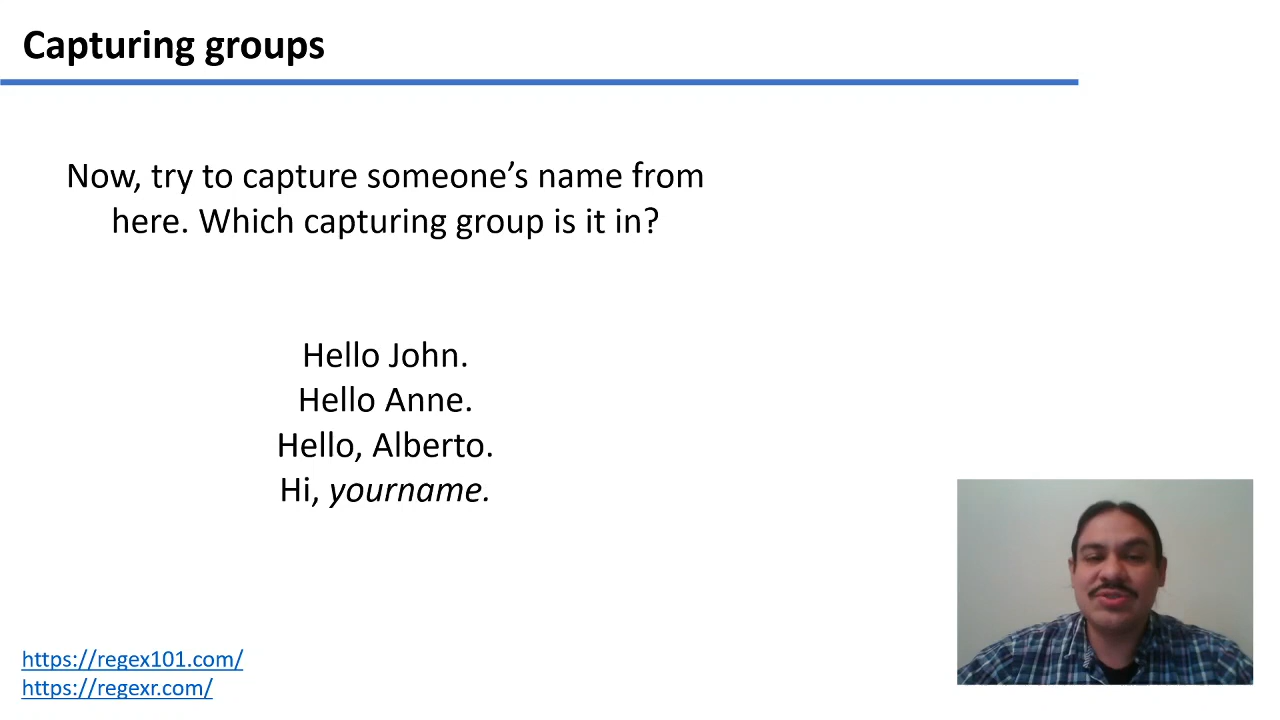 Capturing groups
Now, try to capture someone’s name from
here. Which capturing group is it in?
Hello John.
Hello Anne.
Hello, Alberto.
Hi, yourname.
https://regex101.com/
https://regexr.com/